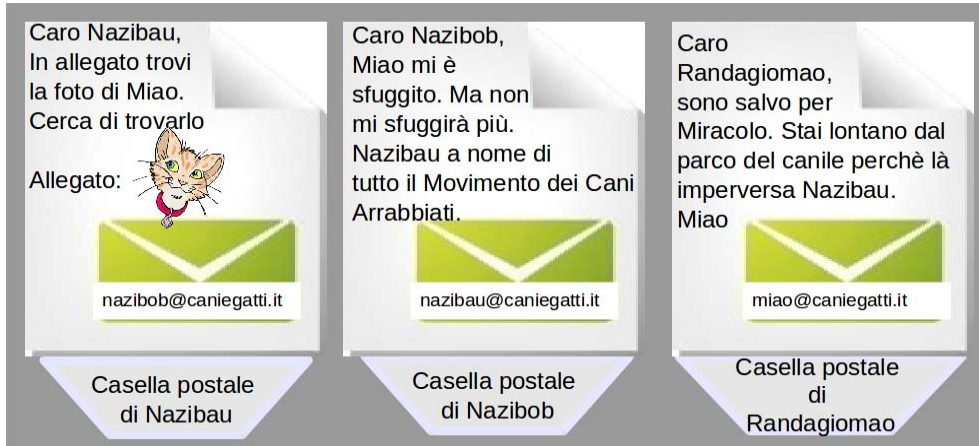 Caro Nazibau,
In allegato trovi
la foto di Miao.
Cerca di trovarlo
Allegato:
nazibob@caniegatti.it
Casella postale
di Nazibau
Caro Nazibob,
Miao mi è
sfuggito. Ma non
mi sfuggirà più.
Nazibau a nome di
tutto il Movimento dei Cani
Arrabbiati.
nazibau@caniegatti.it
Casella postale
di Nazibob
Caro
Randagiomao,
sono salvo per
Miracolo. Stai lontano dal
parco del canile perchè là
imperversa Nazibau.
Miao
miao@caniegatti.it
Casella postale
di
Randagiomao